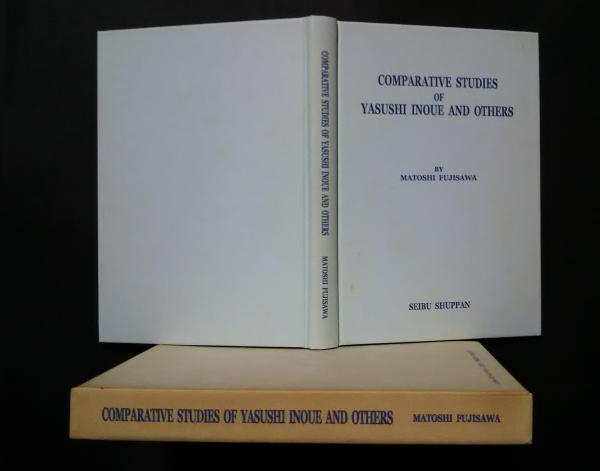 COMPARATIVE STUDIES
OF
YASUSHI INOUE AND OTHERS
BY
MATOSHI FUJISAWA
SEIBU SHUPPAN
COMPARATIVE STUDIES OF YASUSHI INOUE AND OTHERS MATOSHI FUJISAWA
COMPARATIVE STUDIES OF YASUSHI INOUE AND OTHERS MATOSHI FUJISAWA